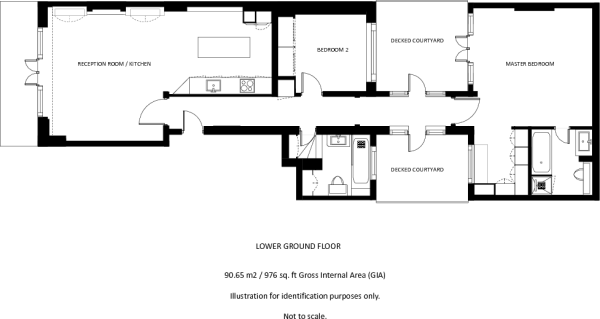 RECEPTION ROOM / KITCHEN
BEDROOM 2
DECKED COURTYARD
MASTER BEDROOM
DECKED COURTYARD
LOWER GROUND FLOOR
90.65 m2 / 976 sq. ft Gross Internal Area (GIA)
Illustration for identification purposes only.
Not to scale.